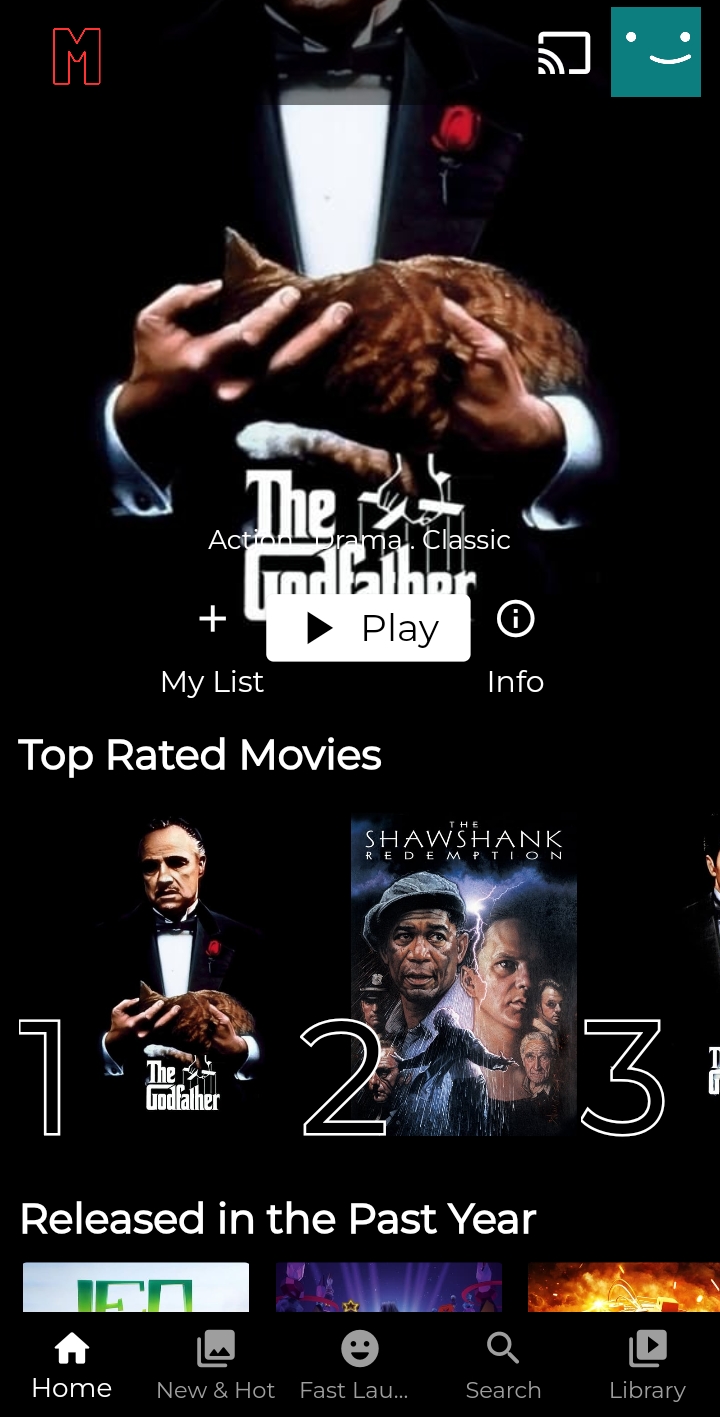 M
The
Action . Drama . Classic
Godfather
Play
My List
Info
Top Rated Movies
THE
SHAWSHANK
REDEMPTION
1
The
Godfather
2
3
Released in the Past Year
LEO
Home
New & Hot
Fast Lau...
Search
Library